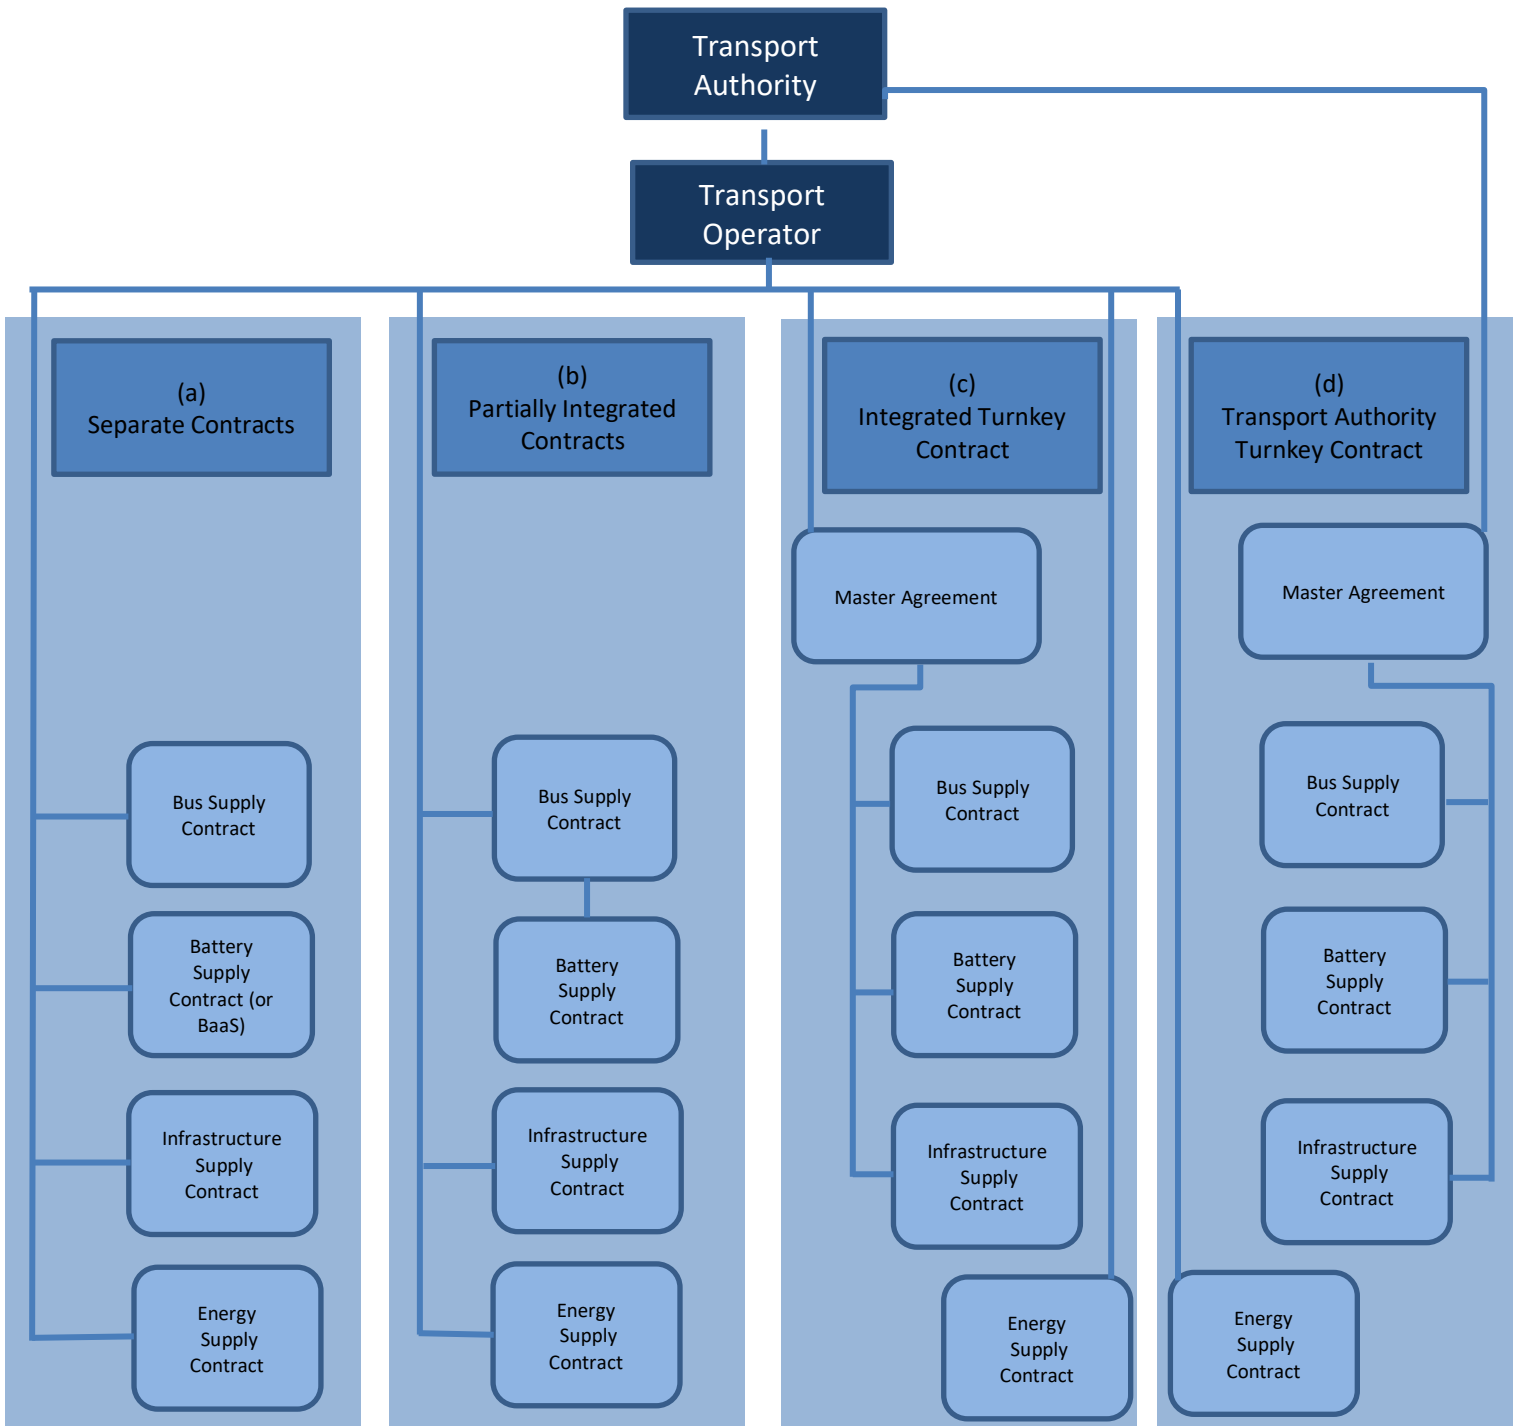 Transport
Authority
Transport
Operator
(a)
Separate Contracts
Bus Supply
Contract
Battery
Supply
Contract (or
BaaS)
Infrastructure
Supply
Contract
Energy
Supply
Contract
(b)
Partially Integrated
Contracts
Bus Supply
Contract
Battery
Supply
Contract
Infrastructure
Supply
Contract
Energy
Supply
Contract
(c)
Integrated Turnkey
Contract
Master Agreement
Bus Supply
Contract
Battery
Supply
Contract
Infrastructure
Supply
Contract
Energy
Supply
Contract
(d)
Transport Authority
Turnkey Contract
Master Agreement
Bus Supply
Contract
Battery
Supply
Contract
Infrastructure
Supply
Contract
Energy
Supply
Contract